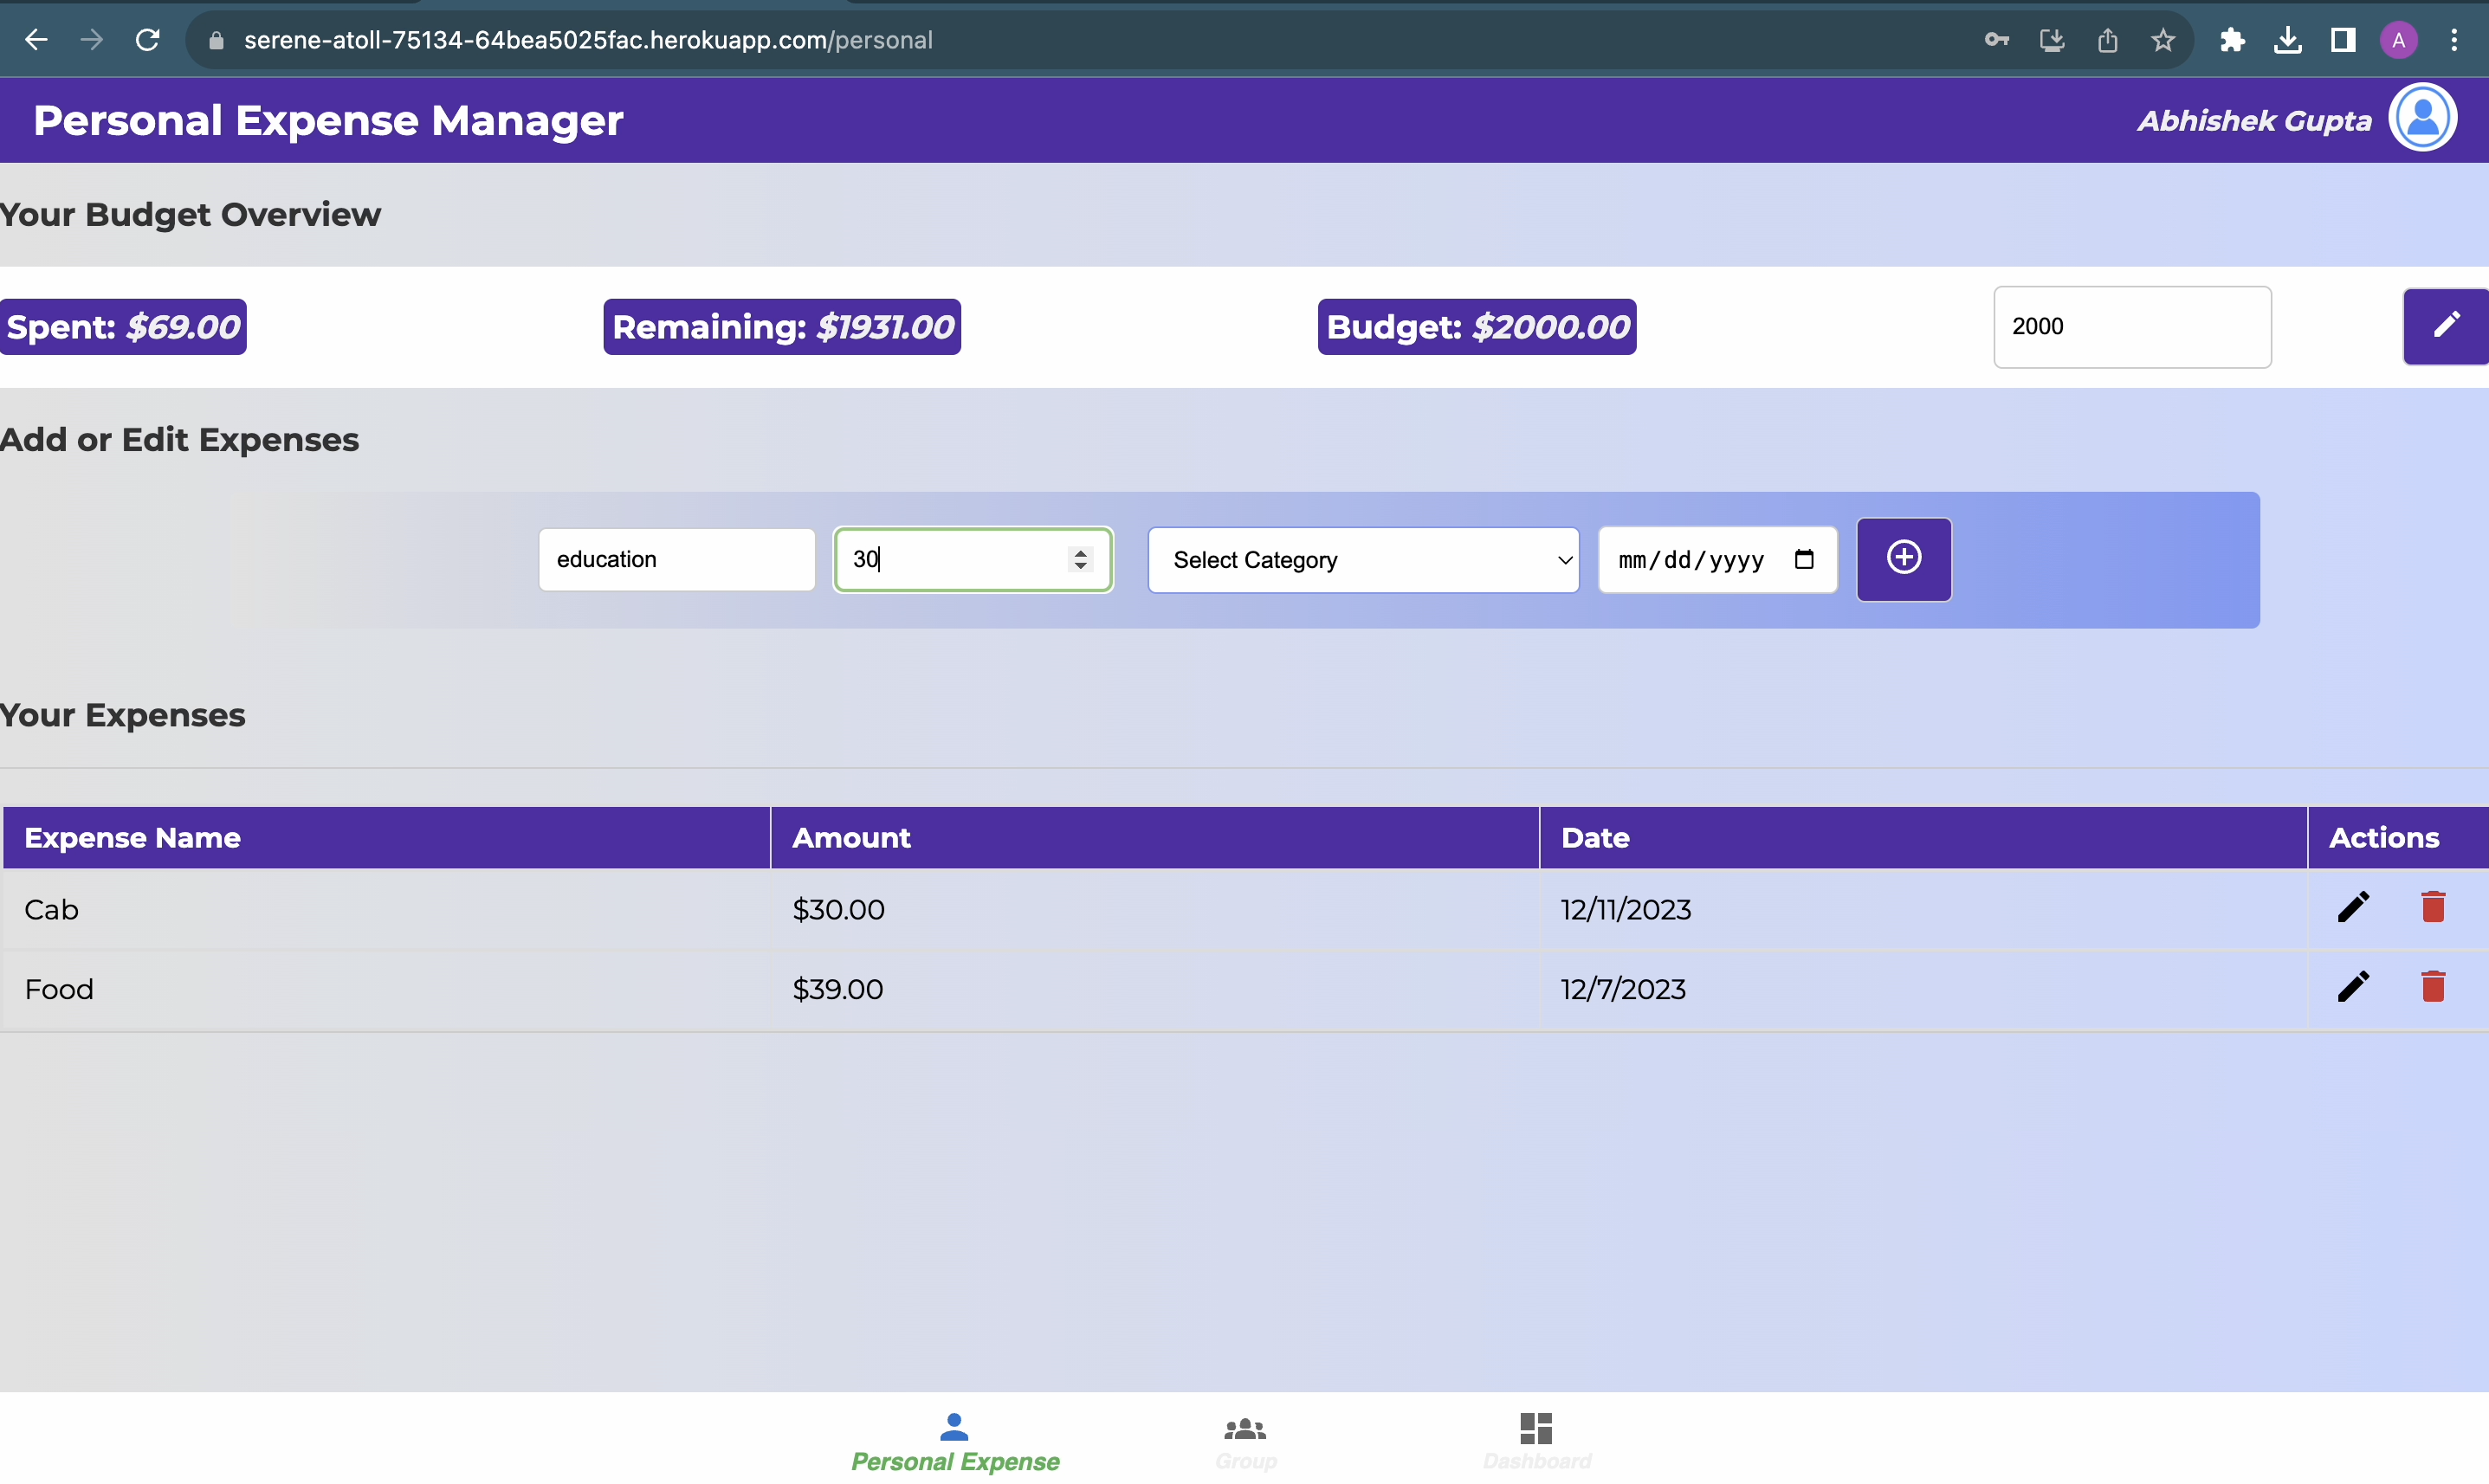 serene-atoll-75134-64bea5025fac.herokuapp.com/personal
A
Personal Expense Manager
Abhishek Gupta
Your Budget Overview
Spent: $69.00
Remaining: $1931.00
Budget: $2000.00
2000
Add or Edit Expenses
education
30
Select Category
mm/dd/yyyy
Your Expenses
Expense Name Amount Date Actions
Cab $30.00 12/11/2023
Food $39.00 12/7/2023
Personal Expense
Group
Dashboard